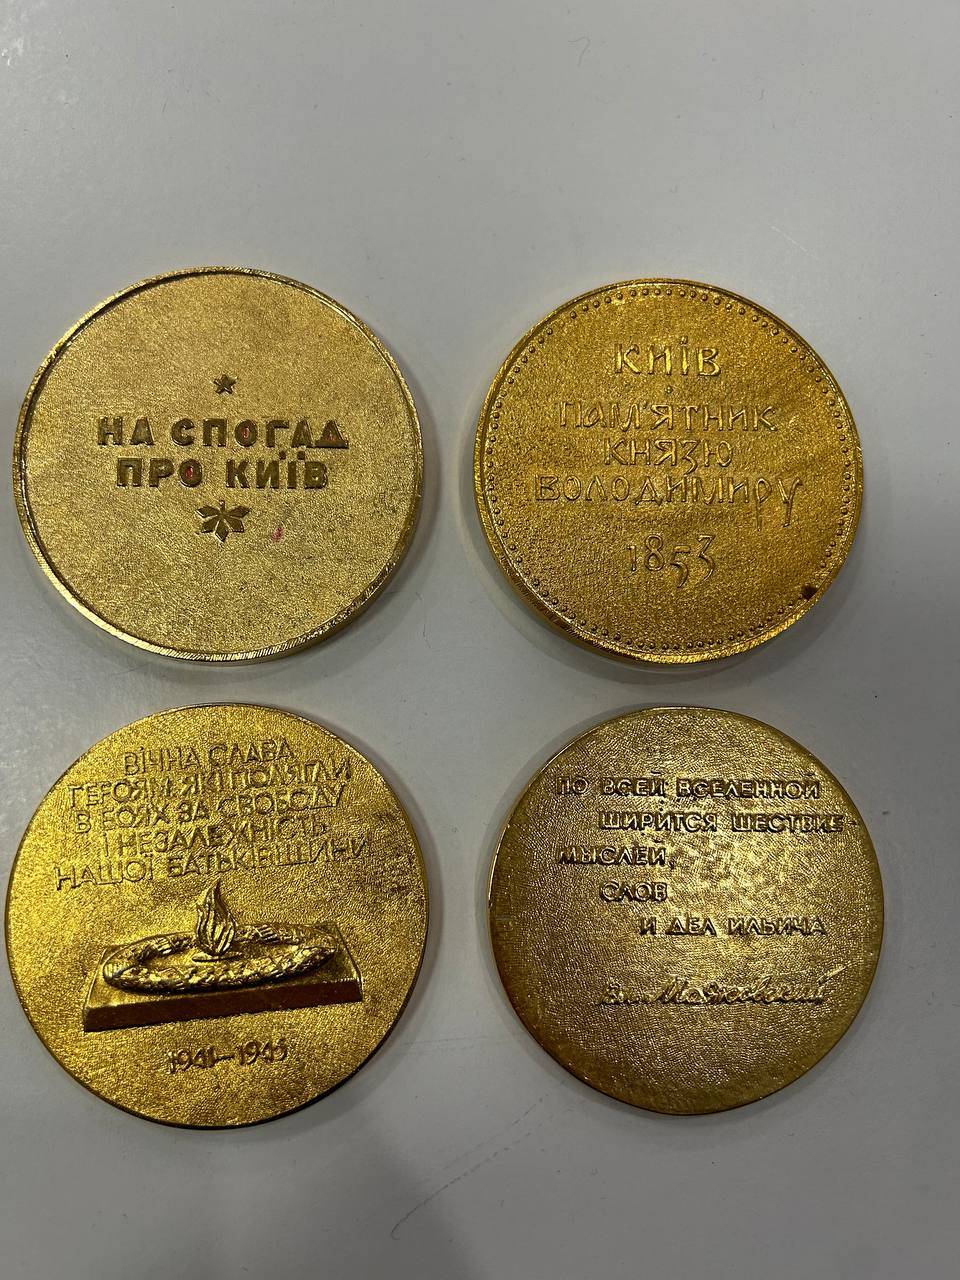 НА СПОГАД
ПРО КИЇВ
КИЇВ
ПАМ'ЯТНИК
КНЯЗЮ
ВОЛОДИМИРУ
1853
ВІЧНА СЛАВА
ГЕРОЯМ, ЯКІ ПОЛЯГЛИ
В БОЯХ ЗА СВОБОДУ
І НЕЗАЛЕЖНІСТЬ
НАШОЇ БАТЬКІВЩИНИ
1941–1945
ПО ВСЕЙ ВСЕЛЕННОЙ
ШИРИТСЯ ШЕСТВИЕ –
МЫСЛЕЙ,
СЛОВ
И ДЕЛ ИЛЬИЧА
Вл. Маяковский